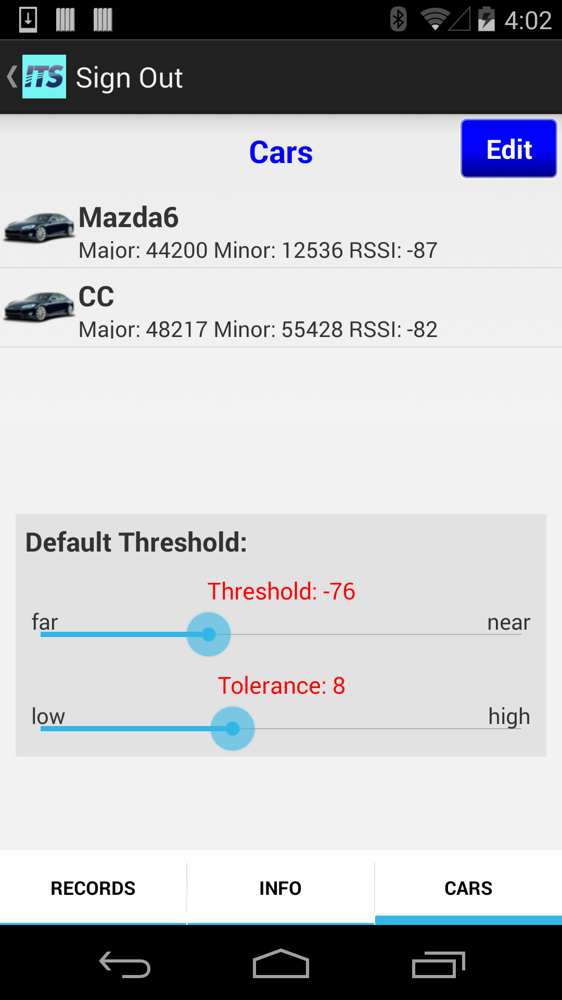 4:02
ITS Sign Out
Cars
Edit
Mazda6
Major: 44200 Minor: 12536 RSSI: -87
CC
Major: 48217 Minor: 55428 RSSI: -82
Default Threshold:
Threshold: -76
far near
Tolerance: 8
low high
RECORDS INFO CARS